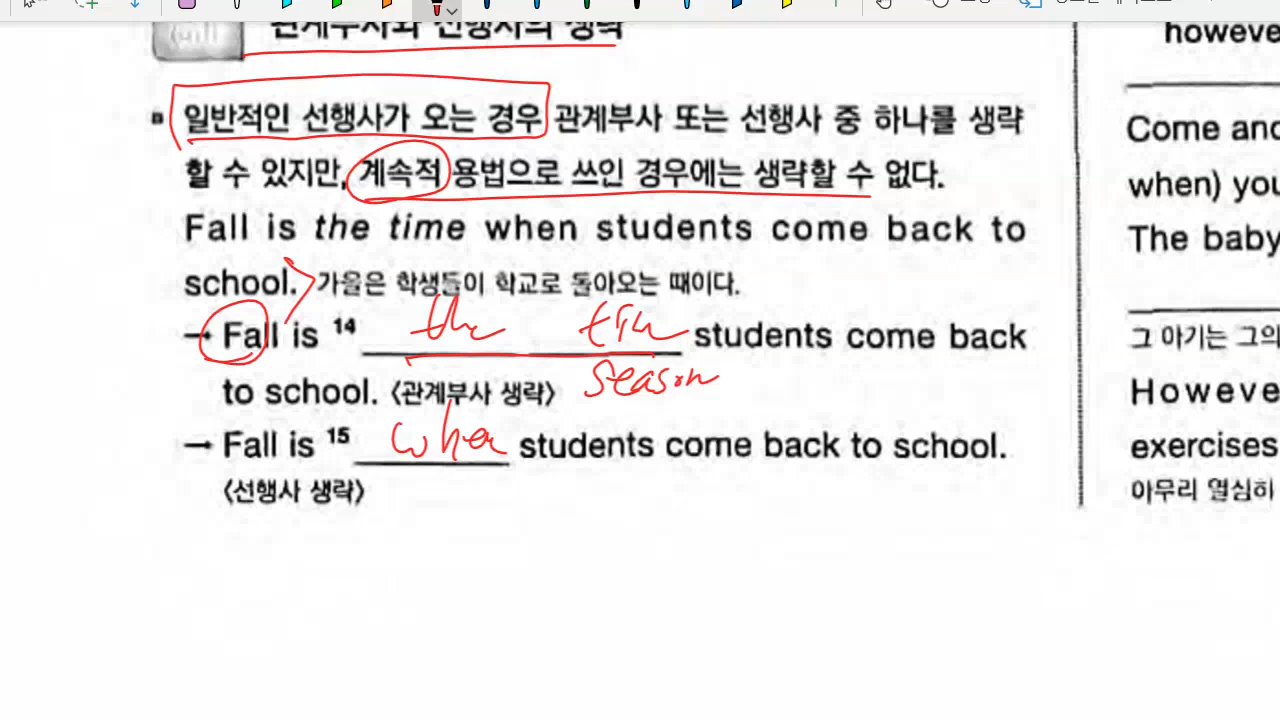 관계부사와 선행사의 생략
일반적인 선행사가 오는 경우 관계부사 또는 선행사 중 하나를 생략
할 수 있지만, 계속적 용법으로 쓰인 경우에는 생략할 수 없다.
Fall is the time when students come back to
school. 가을은 학생들이 학교로 돌아오는 때이다.
→ Fall is 14 the time students come back
season
to school. <관계부사 생략>
→ Fall is 15 when students come back to school.
<선행사 생략>
howeve
Come and
when) you
The baby
그 아기는 그의
Howeve
exercises
아무리 열심히